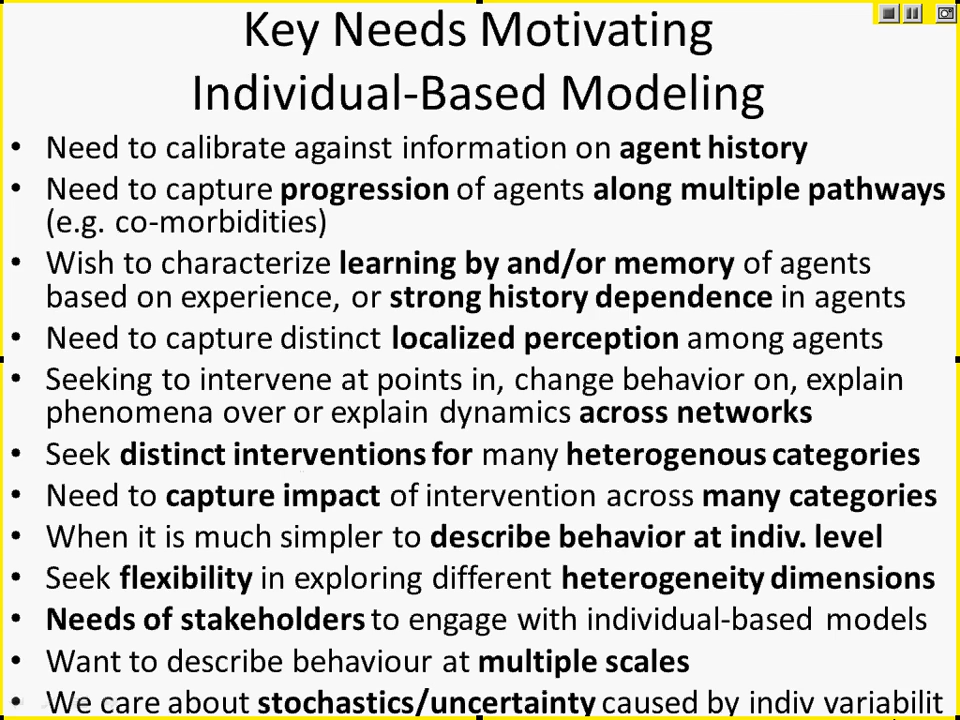 Key Needs Motivating
Individual-Based Modeling
• Need to calibrate against information on agent history
• Need to capture progression of agents along multiple pathways
(e.g. co-morbidities)
• Wish to characterize learning by and/or memory of agents
based on experience, or strong history dependence in agents
• Need to capture distinct localized perception among agents
• Seeking to intervene at points in, change behavior on, explain
phenomena over or explain dynamics across networks
• Seek distinct interventions for many heterogenous categories
• Need to capture impact of intervention across many categories
• When it is much simpler to describe behavior at indiv. level
• Seek flexibility in exploring different heterogeneity dimensions
• Needs of stakeholders to engage with individual-based models
• Want to describe behaviour at multiple scales
• We care about stochastics/uncertainty caused by indiv variabilit